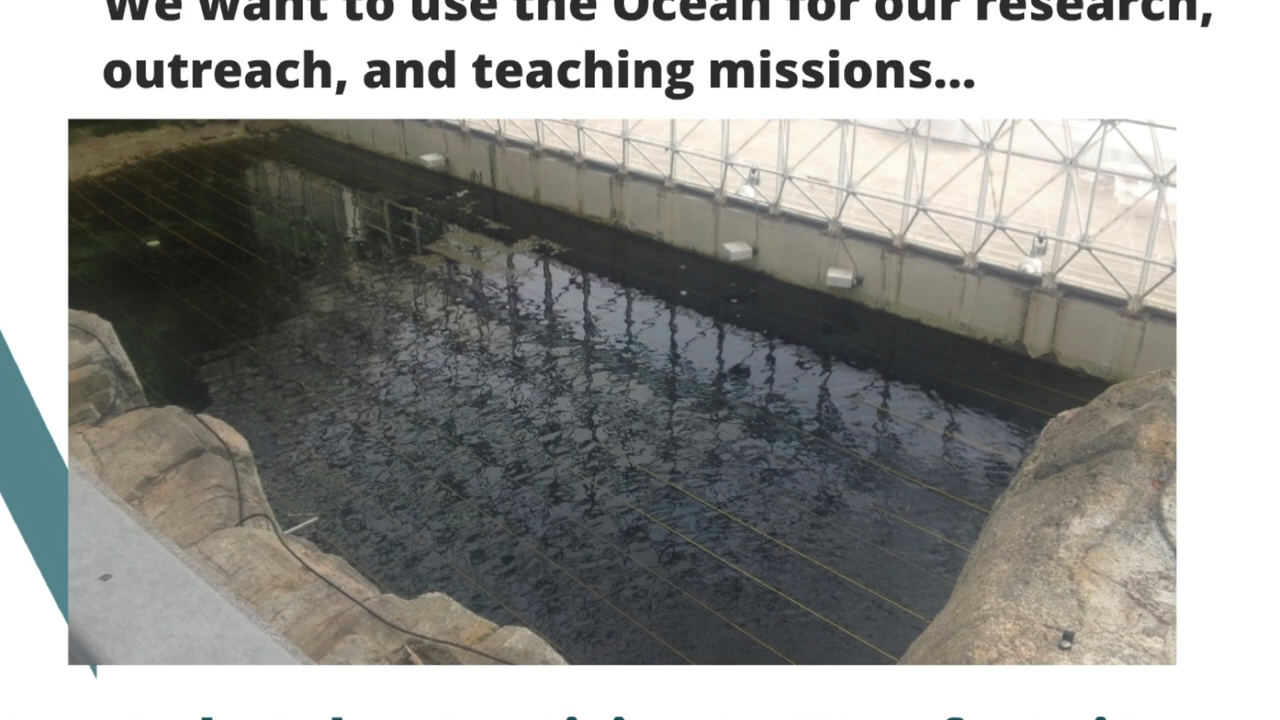 We want to use the Ocean for our research,
outreach, and teaching missions...